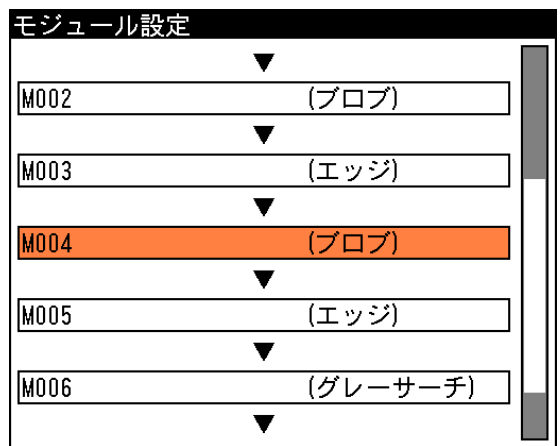 モジュール設定
▼
M002 (ブロブ)
▼
M003 (エッジ)
▼
M004 (ブロブ)
▼
M005 (エッジ)
▼
M006 (グレーサーチ)
▼